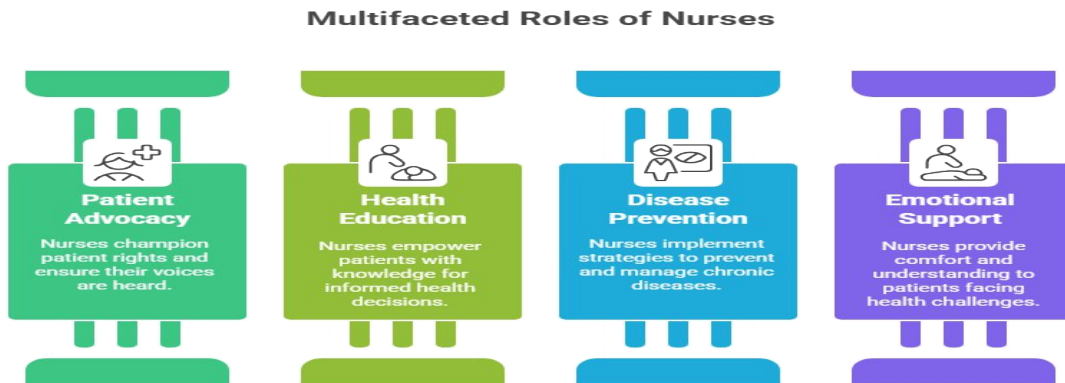 Multifaceted Roles of Nurses
Patient
Advocacy
Nurses champion
patient rights and
ensure their voices
are heard.
Health
Education
Nurses empower
patients with
knowledge for
informed health
decisions.
Disease
Prevention
Nurses implement
strategies to prevent
and manage chronic
diseases.
Emotional
Support
Nurses provide
comfort and
understanding to
patients facing
health challenges.